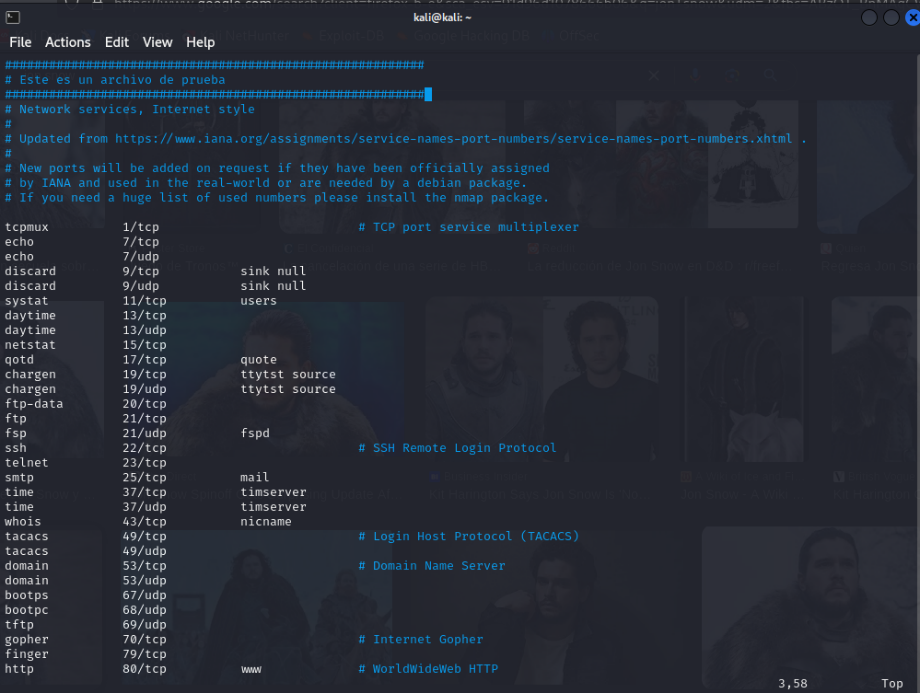 kali@kali: ~
File Actions Edit View Help
#########################################################
# Este es un archivo de prueba
#########################################################
# Network services, Internet style
#
# Updated from https://www.iana.org/assignments/service-names-port-numbers/service-names-port-numbers.xhtml .
#
# New ports will be added on request if they have been officially assigned
# by IANA and used in the real-world or are needed by a debian package.
# If you need a huge list of used numbers please install the nmap package.
tcpmux 1/tcp # TCP port service multiplexer
echo 7/tcp
echo 7/udp
discard 9/tcp sink null
discard 9/udp sink null
systat 11/tcp users
daytime 13/tcp
daytime 13/udp
netstat 15/tcp
qotd 17/tcp quote
chargen 19/tcp ttytst source
chargen 19/udp ttytst source
ftp-data 20/tcp
ftp 21/tcp
fsp 21/udp fspd
ssh 22/tcp # SSH Remote Login Protocol
telnet 23/tcp
smtp 25/tcp mail
time 37/tcp timserver
time 37/udp timserver
whois 43/tcp nicname
tacacs 49/tcp # Login Host Protocol (TACACS)
tacacs 49/udp
domain 53/tcp # Domain Name Server
domain 53/udp
bootps 67/udp
bootpc 68/udp
tftp 69/udp
gopher 70/tcp # Internet Gopher
finger 79/tcp
http 80/tcp www # WorldWideWeb HTTP
3,58 Top